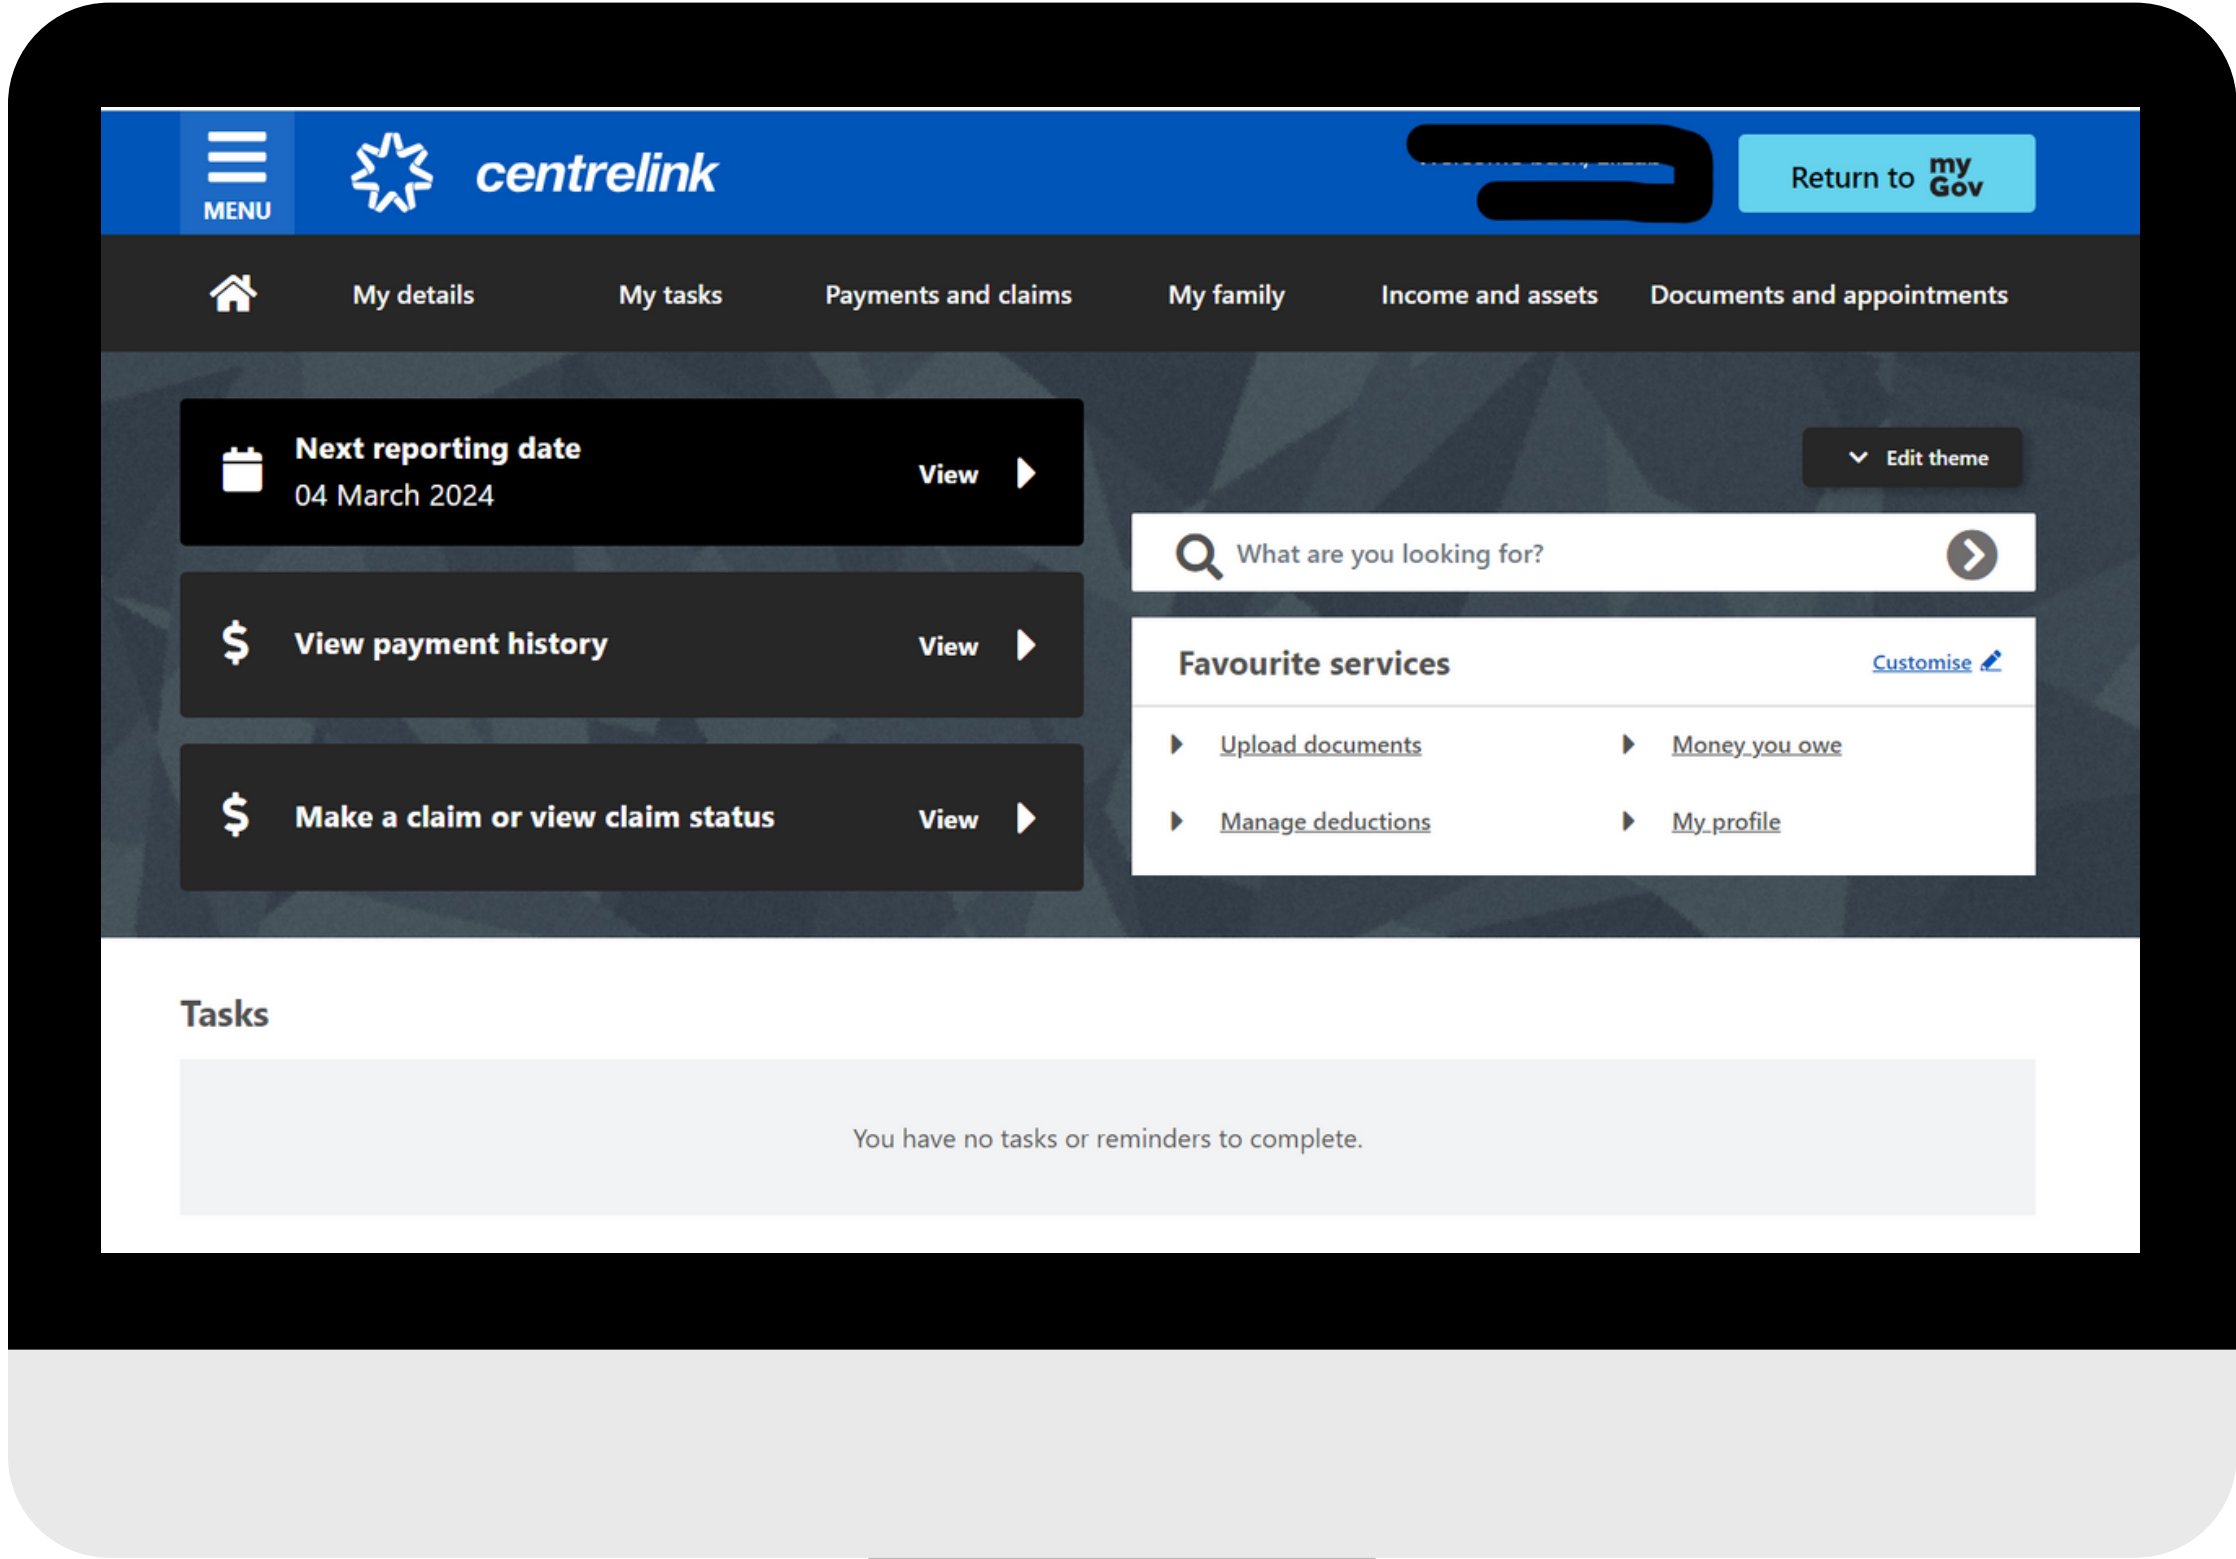 MENU
centrelink
Return to my Gov
My details
My tasks
Payments and claims
My family
Income and assets
Documents and appointments
Next reporting date
04 March 2024
View
View payment history
View
Make a claim or view claim status
View
Edit theme
What are you looking for?
Favourite services
Customise
Upload documents
Money you owe
Manage deductions
My profile
Tasks
You have no tasks or reminders to complete.